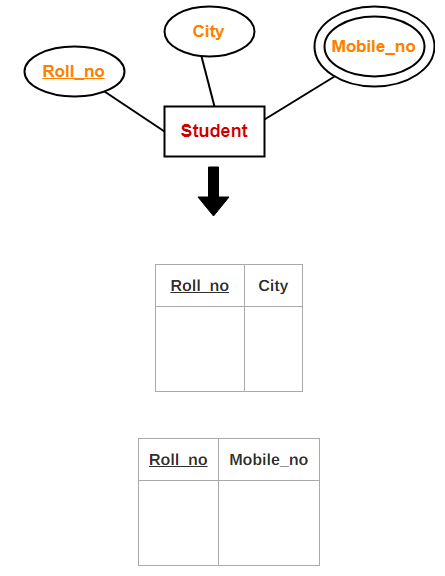 City
Mobile_no
Roll_no
Student
Roll_no City
Roll_no Mobile_no